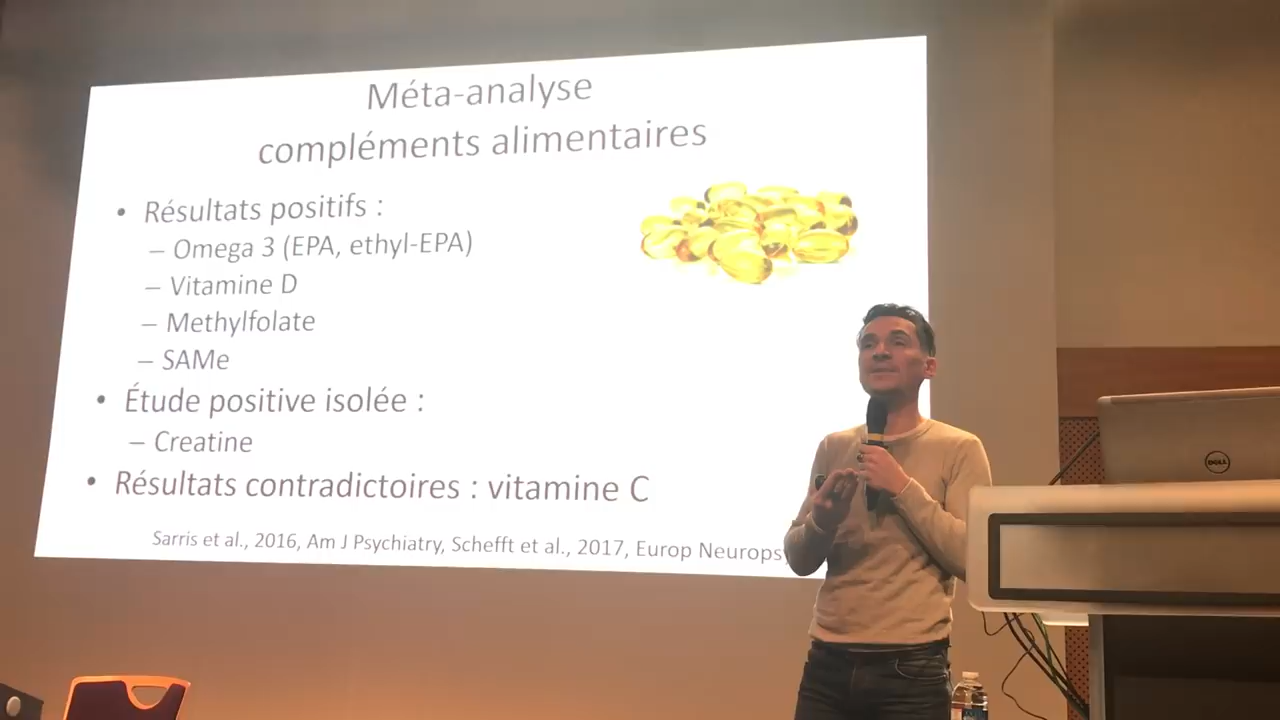 Méta-analyse
compléments alimentaires
• Résultats positifs :
– Omega 3 (EPA, ethyl-EPA)
– Vitamine D
– Methylfolate
– SAMe
• Étude positive isolée :
– Creatine
• Résultats contradictoires : vitamine C
Sarris et al., 2016, Am J Psychiatry, Schefft et al., 2017, Europ Neurops
DELL